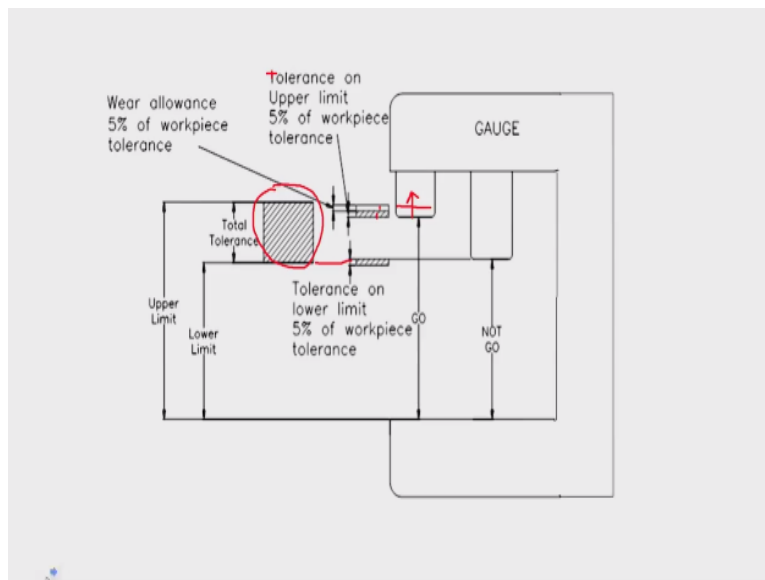 Tolerance on
Upper limit
5% of workpiece
tolerance
Wear allowance
5% of workpiece
tolerance
GAUGE
Total
Tolerance
Upper
Limit
Lower
Limit
Tolerance on
lower limit
5% of workpiece
tolerance
GO
NOT
GO